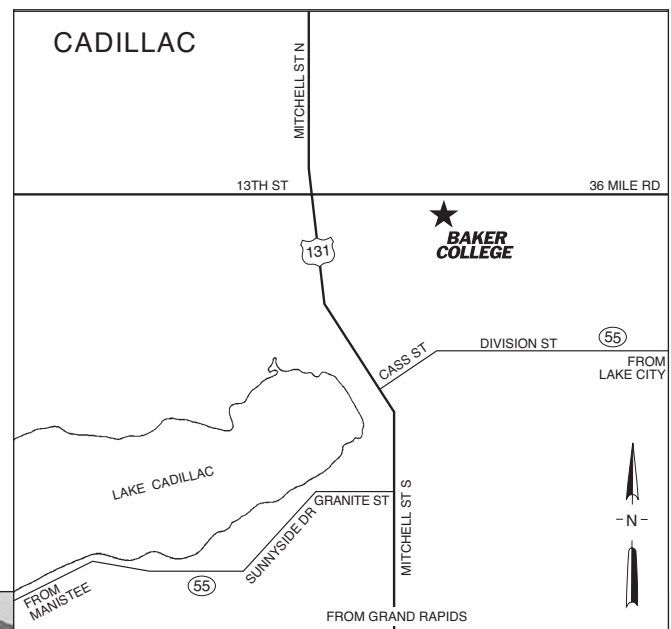 CADILLAC
MITCHELL ST N
13TH ST
36 MILE RD
131
BAKER
COLLEGE
CASS ST
DIVISION ST
55
FROM
LAKE CITY
LAKE CADILLAC
GRANITE ST
SUNNYSIDE DR
MITCHELL ST S
-N-
55
FROM
MANISTEE
FROM GRAND RAPIDS